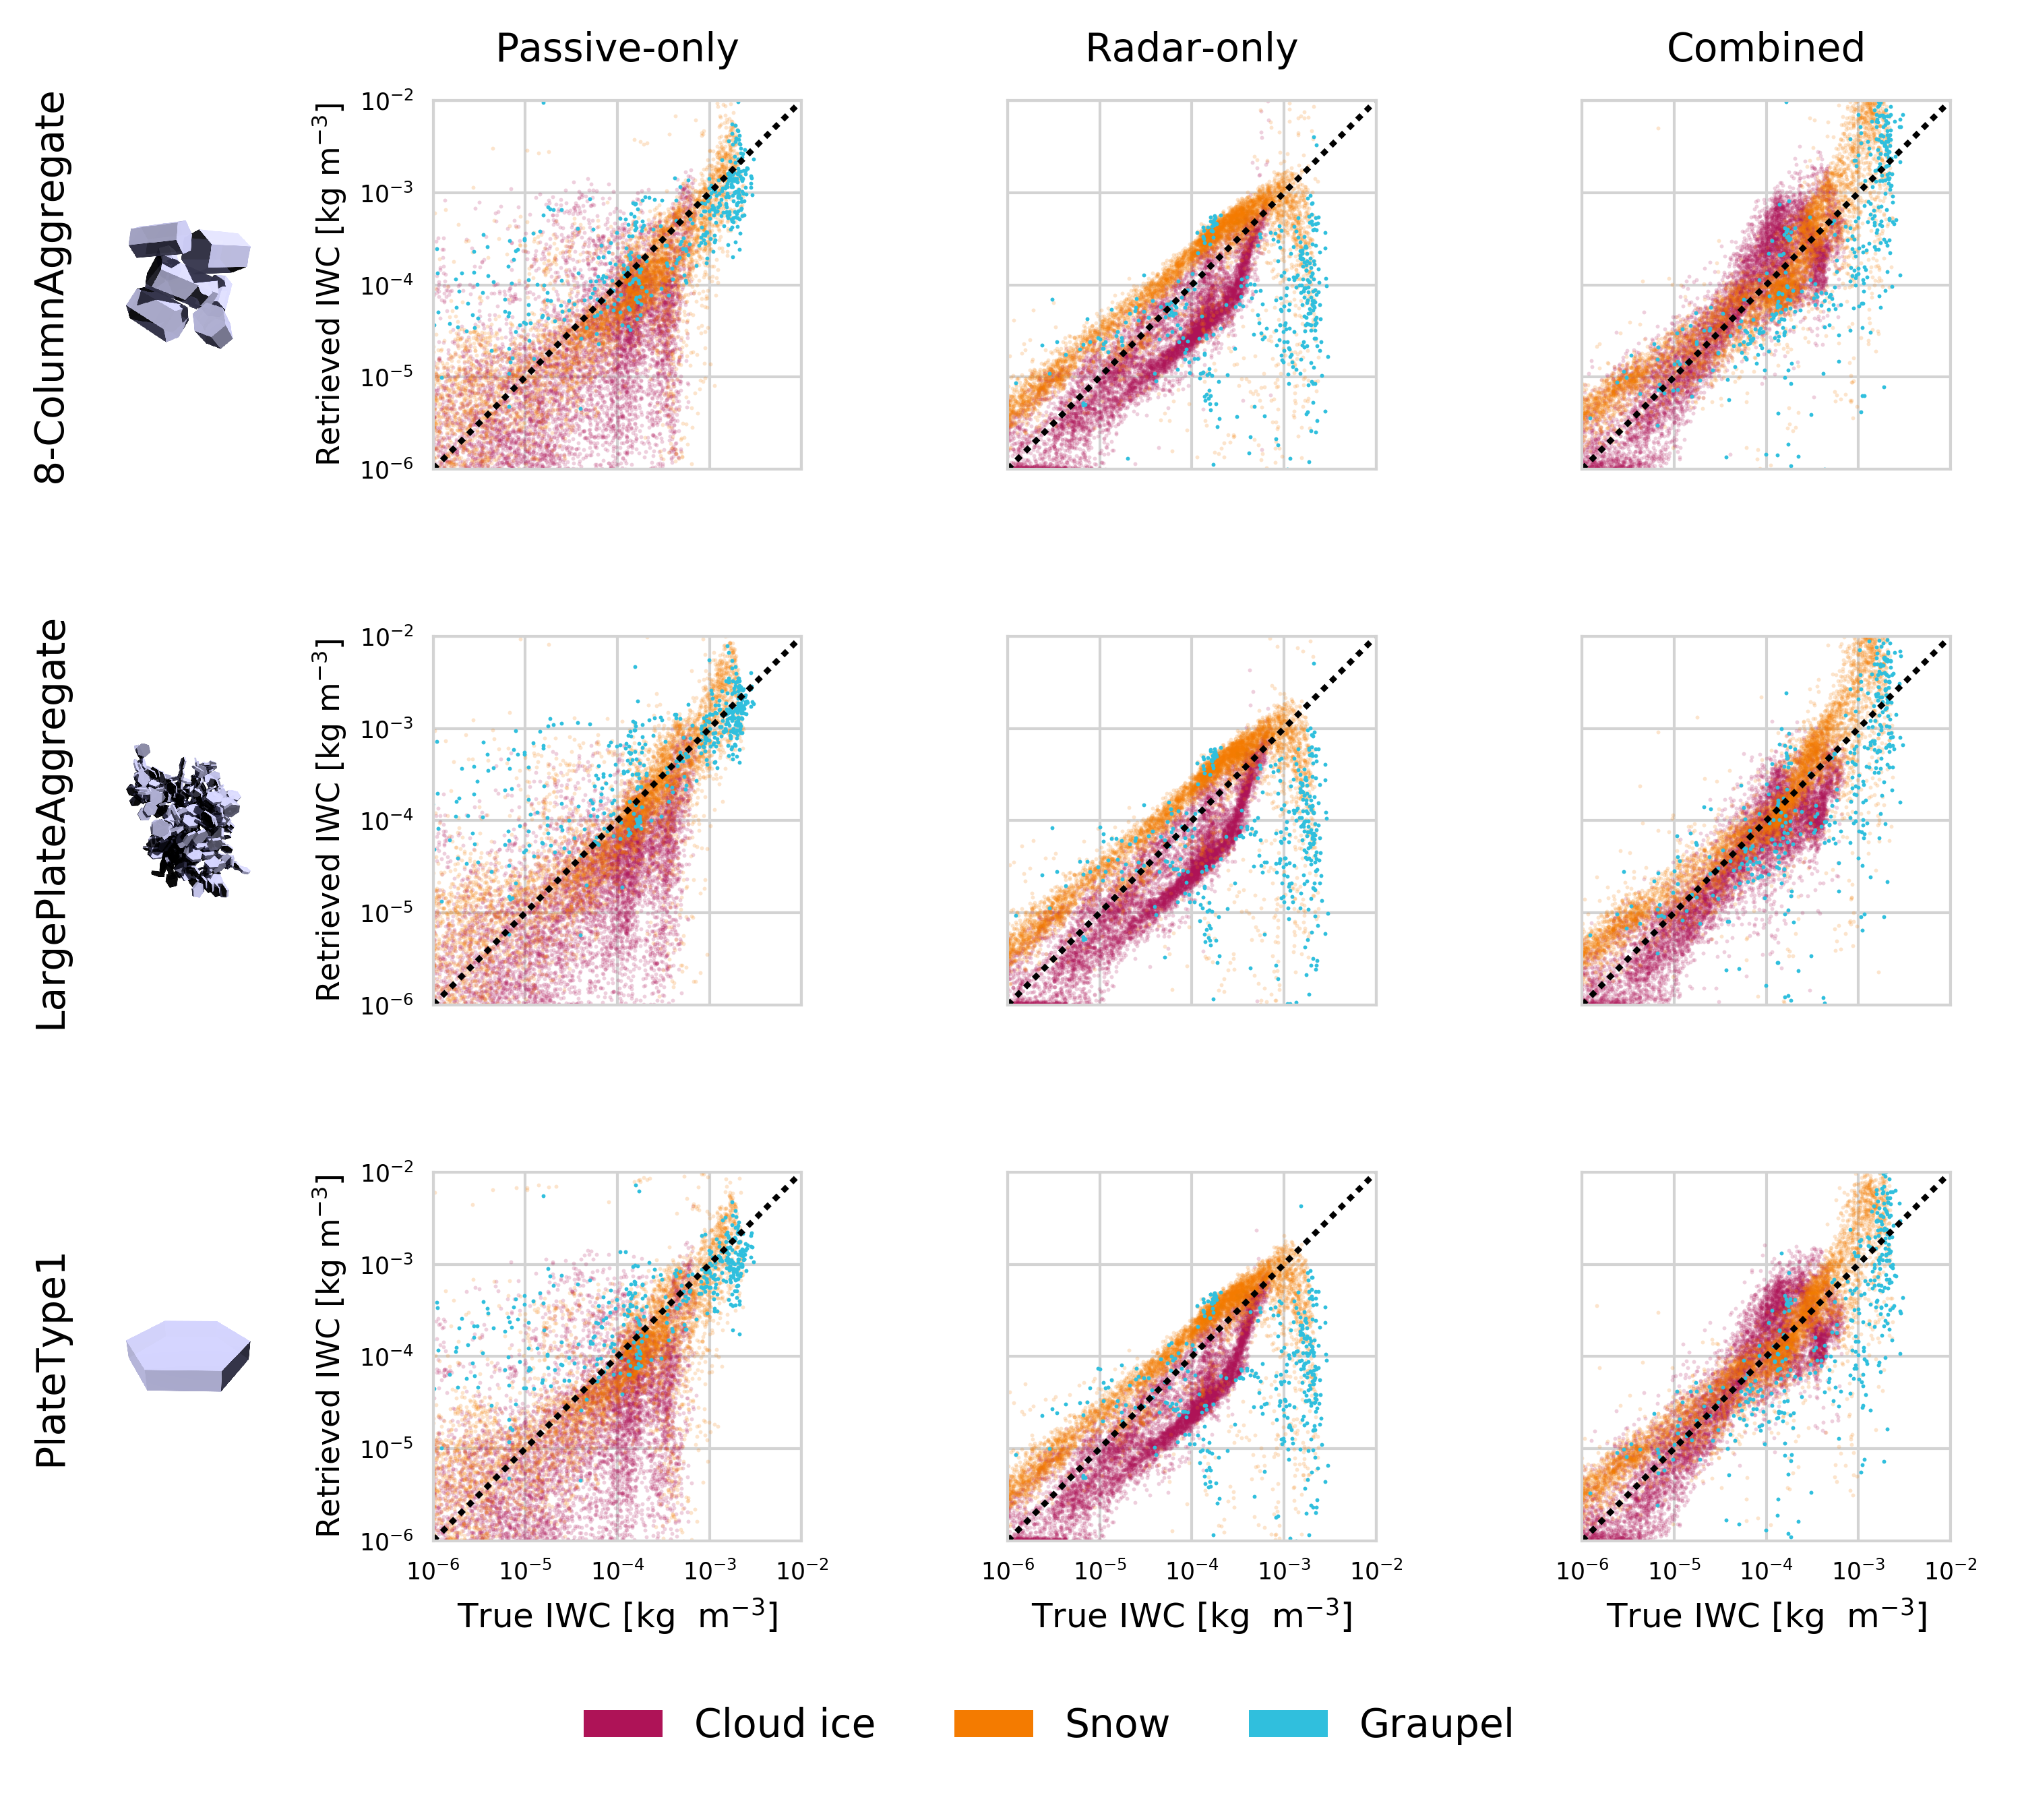 Passive-only
Radar-only
Combined
8-ColumnAggregate
Retrieved IWC [kg m⁻³]
10⁻²
10⁻³
10⁻⁴
10⁻⁵
10⁻⁶
LargePlateAggregate
Retrieved IWC [kg m⁻³]
10⁻²
10⁻³
10⁻⁴
10⁻⁵
10⁻⁶
PlateType1
Retrieved IWC [kg m⁻³]
10⁻²
10⁻³
10⁻⁴
10⁻⁵
10⁻⁶
10⁻⁶ 10⁻⁵ 10⁻⁴ 10⁻³ 10⁻²
10⁻⁶ 10⁻⁵ 10⁻⁴ 10⁻³ 10⁻²
10⁻⁶ 10⁻⁵ 10⁻⁴ 10⁻³ 10⁻²
True IWC [kg m⁻³]
True IWC [kg m⁻³]
True IWC [kg m⁻³]
Cloud ice
Snow
Graupel